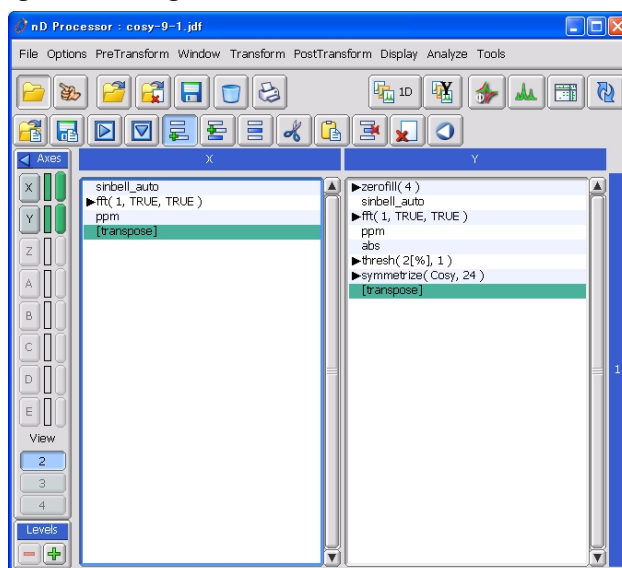 nD Processor : cosy-9-1.jdf
File Options PreTransform Window Transform PostTransform Display Analyze Tools
1D
Axes
X
Y
Z
A
B
C
D
E
View
2
3
4
Levels
X
sinbell_auto
▶fft( 1, TRUE, TRUE )
ppm
[transpose]
Y
▶zerofill( 4 )
sinbell_auto
▶fft( 1, TRUE, TRUE )
ppm
abs
▶thresh( 2[%], 1 )
▶symmetrize( Cosy, 24 )
[transpose]
1